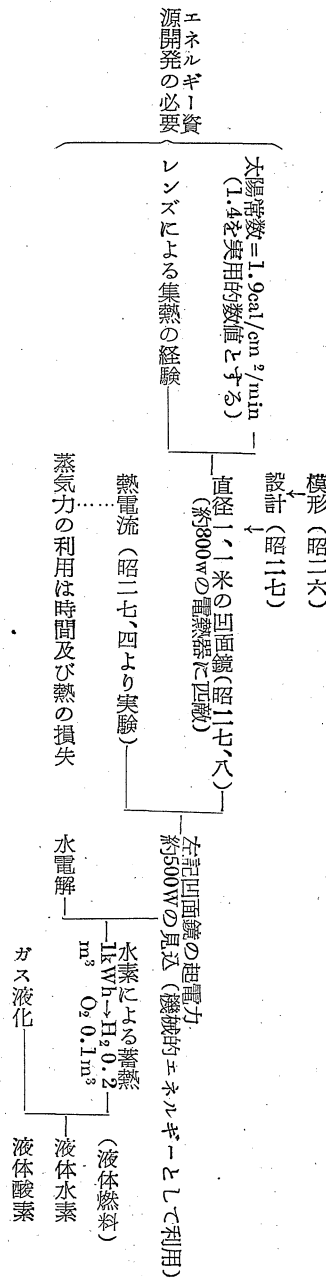 エネルギー資
源開発の必要
太陽常数=1.9cal/cm²/min
(1.4を実用的数値とする)
レンズによる集熱の経験
模形(昭二六)
設計(昭二七)
直径一、一米の凹面鏡(昭二七、八)
(約800wの電熱器に匹敵)
熱電流(昭二七、四より実験)
蒸気力の利用は時間及び熱の損失
左記凹面鏡の起電力
約500Wの見込(機械的エネルギーとして利用)
水電解
水素による蓄熱
1kWh→H₂0.2
m³ O₂0.1m³
ガス液化
(液体燃料)
液体水素
液体酸素